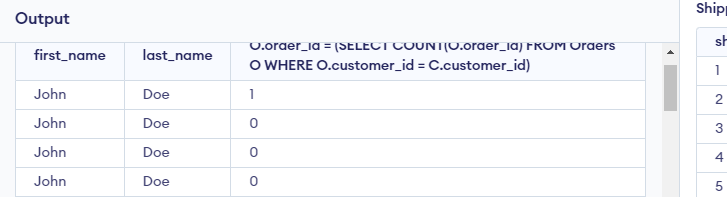 Output
Ship
first_name last_name O.order_id = (SELECT COUNT(O.order_id) FROM Orders
O WHERE O.customer_id = C.customer_id)
sh
John Doe 1
John Doe 0
John Doe 0
John Doe 0
1
2
3
4
5